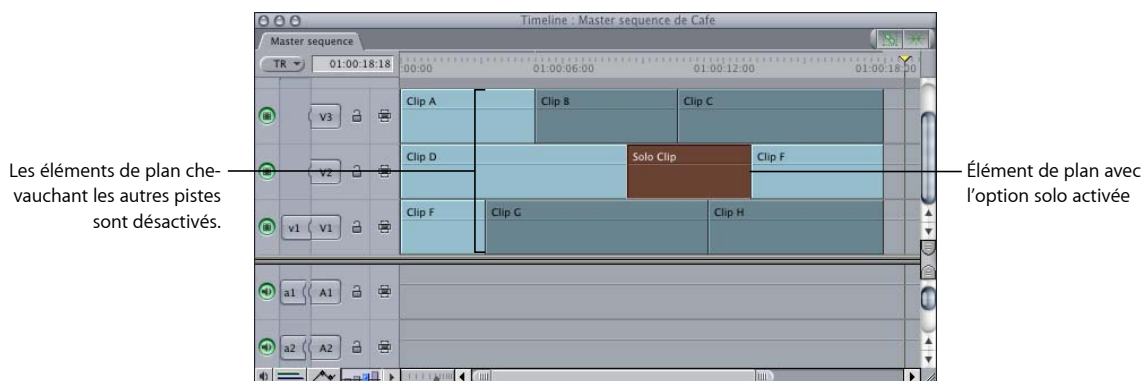 Timeline : Master sequence de Cafe
Master sequence
TR 01:00:18:18 :00:00 01:00:06:00 01:00:12:00 01:00:18:00
V3 Clip A Clip B Clip C
V2 Clip D Solo Clip Clip F
v1 V1 Clip F Clip G Clip H
a1 A1
a2 A2
Les éléments de plan che-
vauchant les autres pistes
sont désactivés.
Élément de plan avec
l’option solo activée